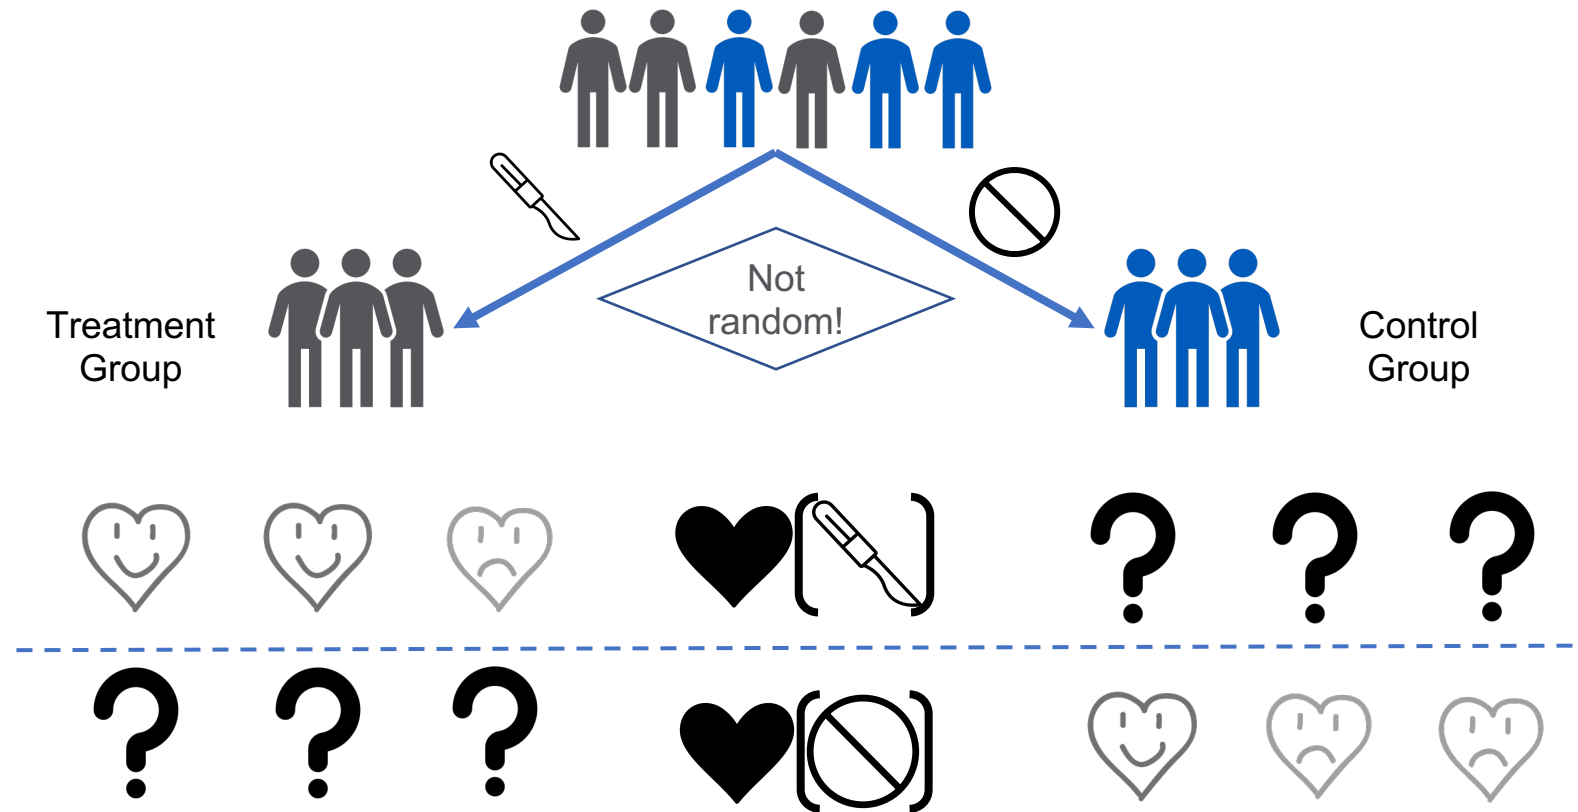 Not
random!
Treatment
Group
Control
Group
? ? ?
? ? ?